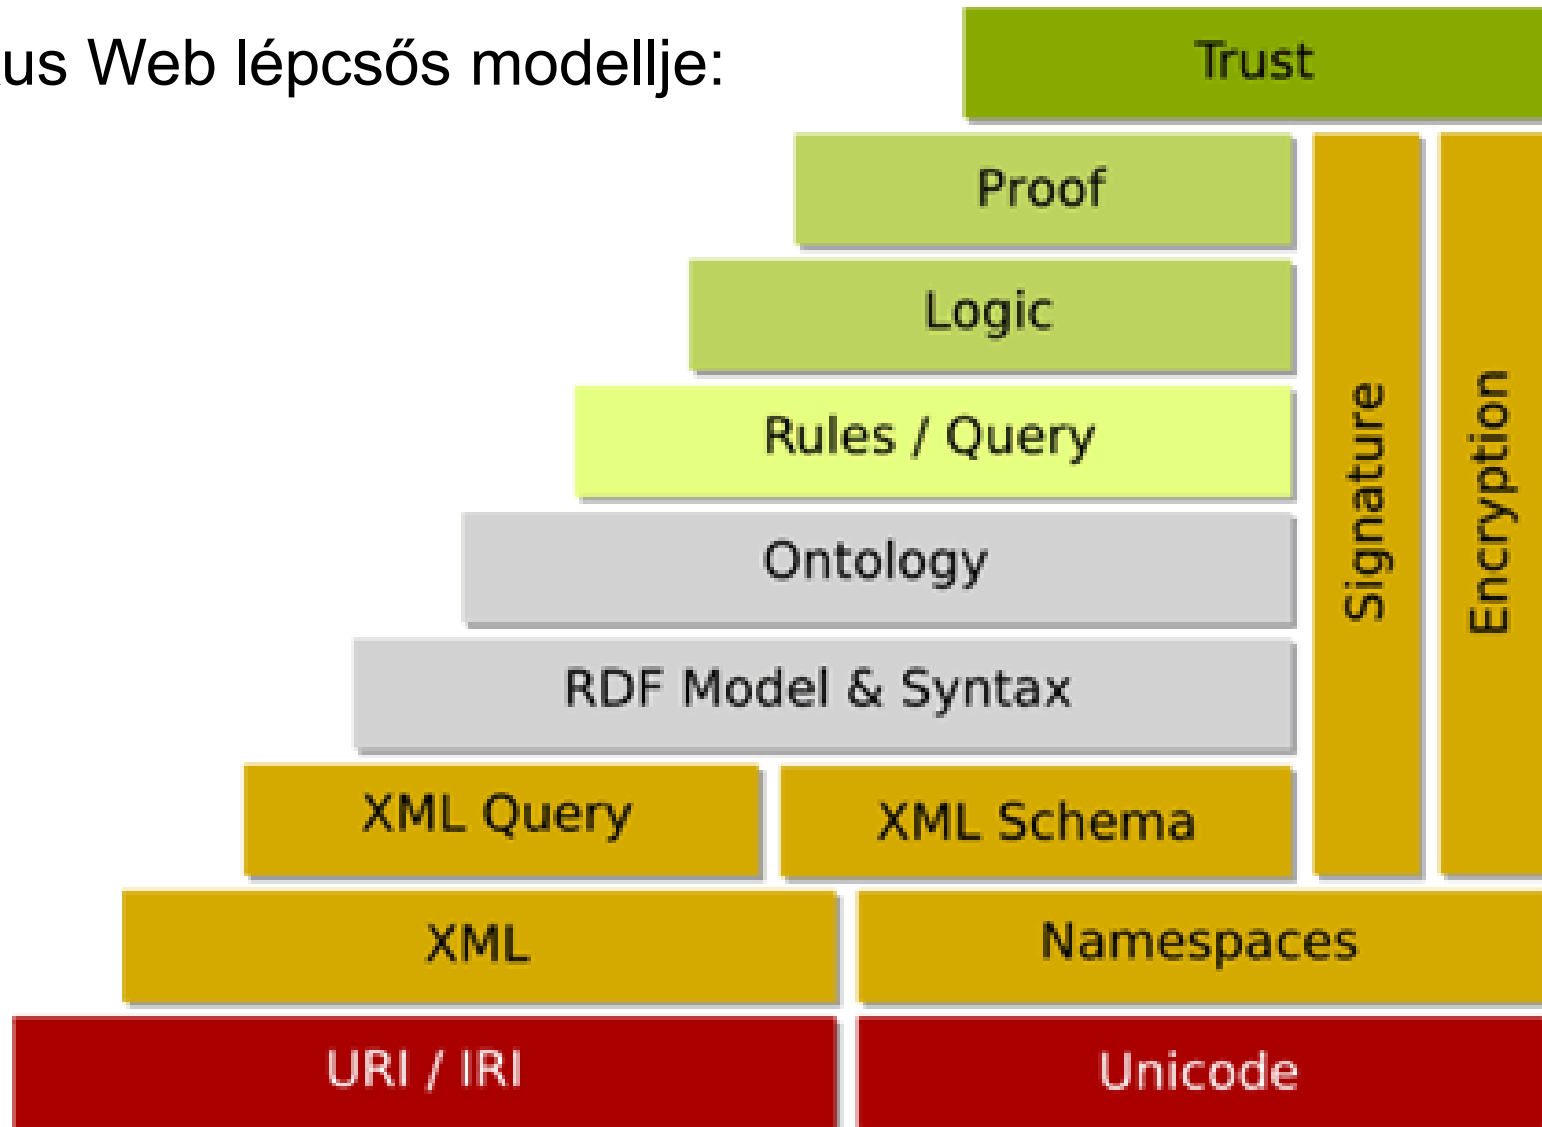 us Web lépcsős modellje:
Trust
Proof
Logic
Rules / Query
Ontology
RDF Model & Syntax
XML Query
XML Schema
Signature
Encryption
XML
Namespaces
URI / IRI
Unicode